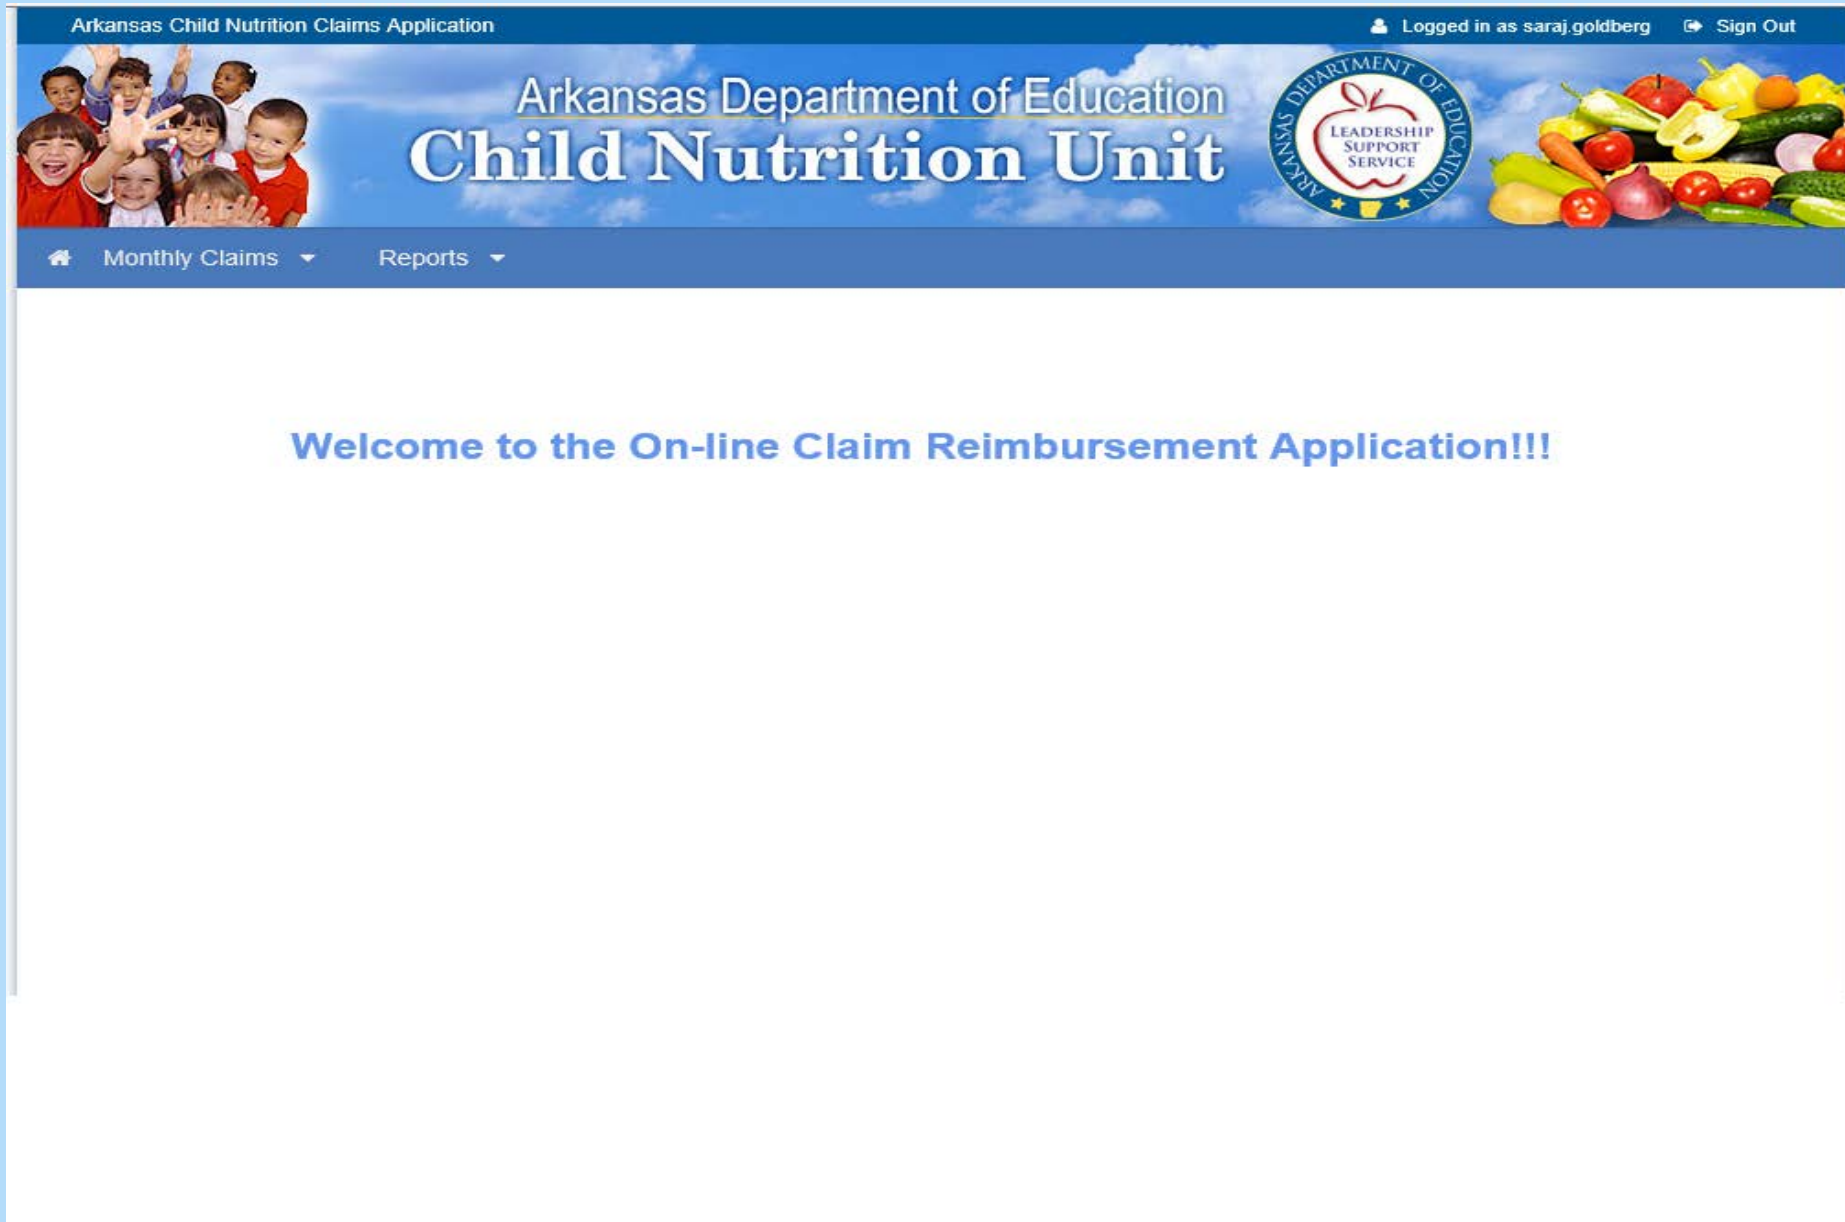 Arkansas Child Nutrition Claims Application
Logged in as saraj.goldberg
Sign Out
Arkansas Department of Education
Child Nutrition Unit
ARKANSAS DEPARTMENT OF EDUCATION
LEADERSHIP
SUPPORT
SERVICE
Monthly Claims
Reports
Welcome to the On-line Claim Reimbursement Application!!!